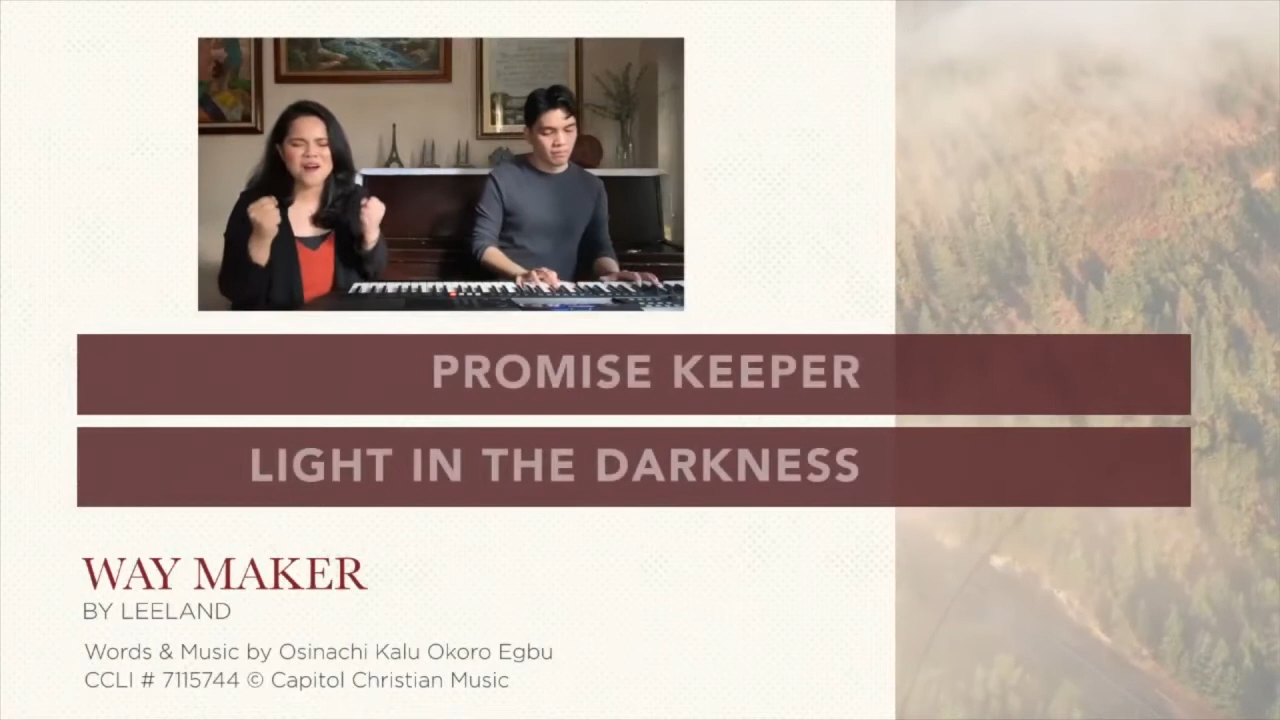 PROMISE KEEPER
LIGHT IN THE DARKNESS
WAY MAKER
BY LEELAND
Words & Music by Osinachi Kalu Okoro Egbu
CCLI # 7115744 © Capitol Christian Music